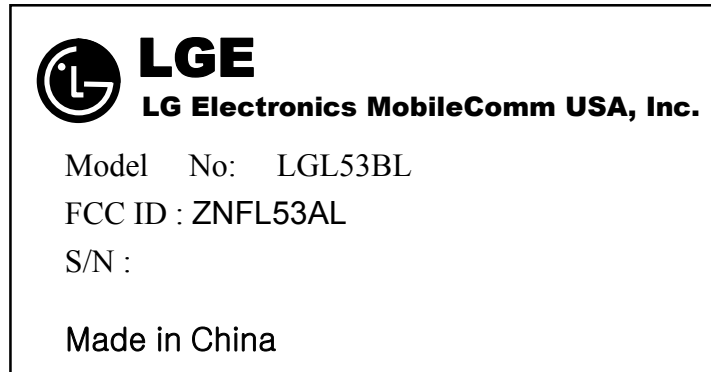 LGE
LG Electronics MobileComm USA, Inc.
Model No: LGL53BL
FCC ID : ZNFL53AL
S/N :
Made in China